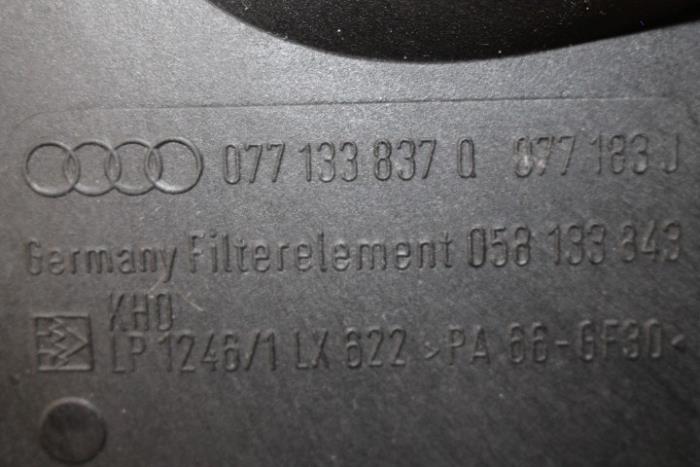 077 133 837 Q 077 183 J
Germany Filterelement 058 133 843
KHD
LP 1246/1 LX 622 >PA 66-GF30<